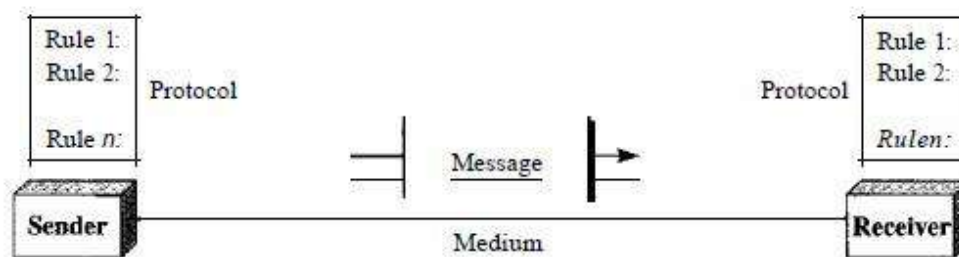 Rule 1:
Rule 2:
Rule n:
Protocol
Protocol
Rule 1:
Rule 2:
Rulen:
Message
Sender
Medium
Receiver